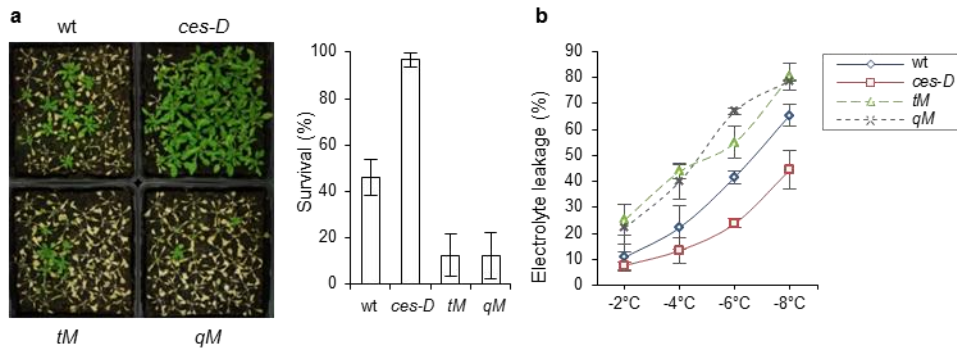 a
wt
ces-D
tM
qM
Survival (%)
100
80
60
40
20
0
wt
ces-D
tM
qM
b
Electrolyte leakage (%)
90
80
70
60
50
40
30
20
10
0
-2°C
-4°C
-6°C
-8°C
wt
ces-D
tM
qM